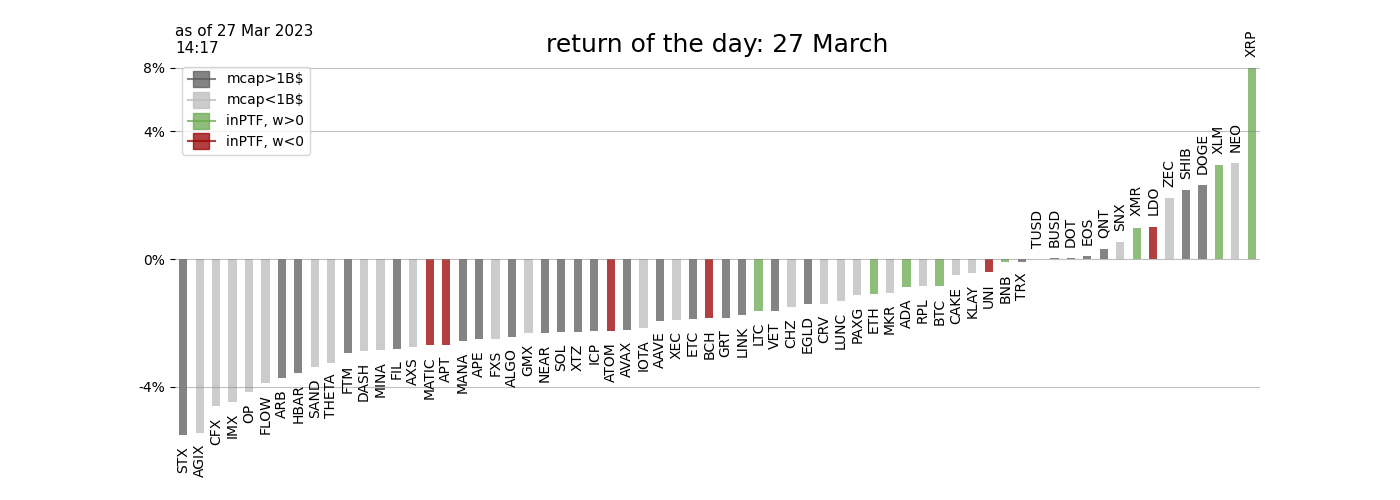 as of 27 Mar 2023
14:17
return of the day: 27 March
8%
4%
0%
-4%
mcap>1B$
mcap<1B$
inPTF, w>0
inPTF, w<0
STX
AGIX
CFX
IMX
OP
FLOW
ARB
HBAR
SAND
THETA
FTM
DASH
MINA
FIL
AXS
MATIC
APT
MANA
APE
FXS
ALGO
GMX
NEAR
SOL
XTZ
ICP
ATOM
AVAX
IOTA
AAVE
XEC
ETC
BCH
GRT
LINK
LTC
VET
CHZ
EGLD
CRV
LUNC
PAXG
ETH
MKR
ADA
RPL
BTC
CAKE
KLAY
UNI
BNB
TRX
TUSD
BUSD
DOT
EOS
QNT
SNX
XMR
LDO
ZEC
SHIB
DOGE
XLM
NEO
XRP